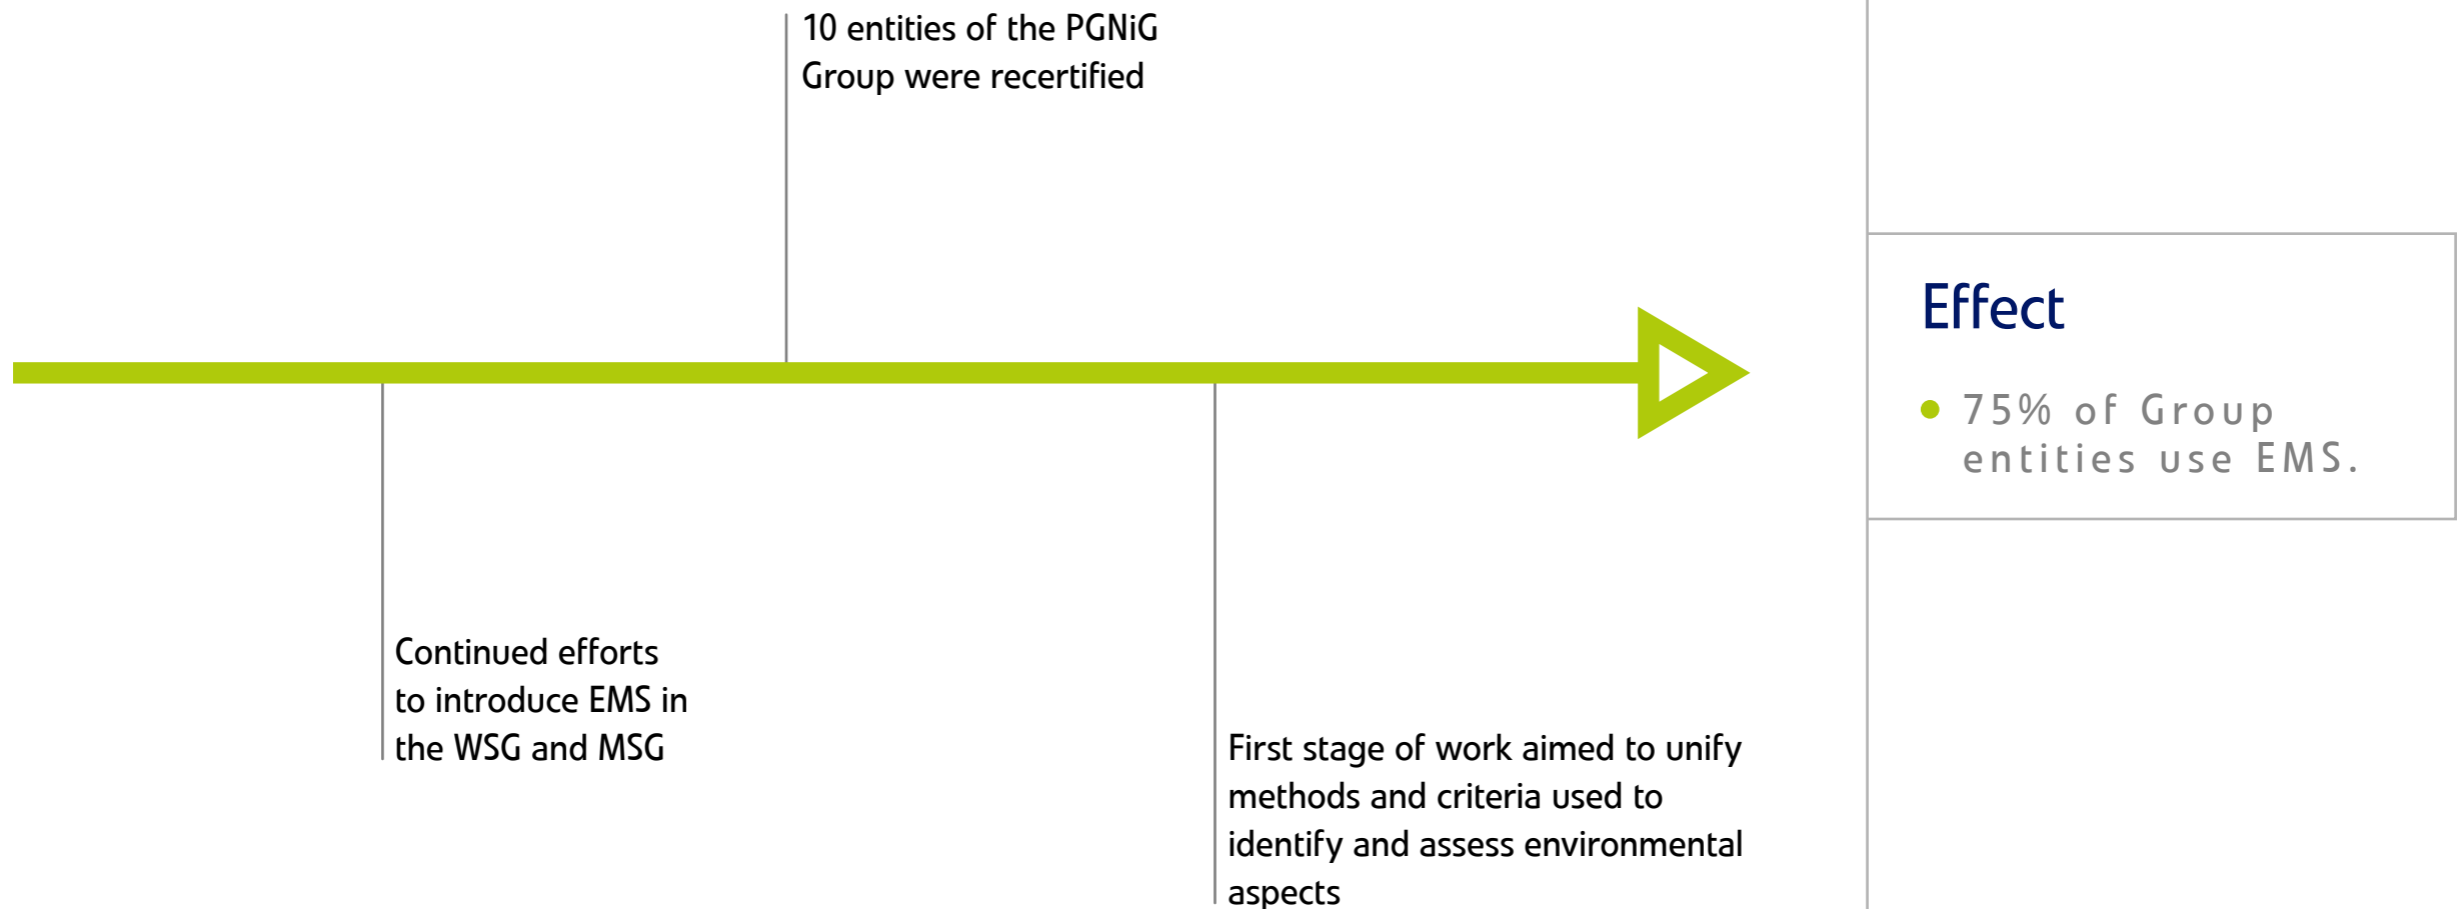 10 entities of the PGNiG
Group were recertified
Continued efforts
to introduce EMS in
the WSG and MSG
First stage of work aimed to unify
methods and criteria used to
identify and assess environmental
aspects
Effect
• 75% of Group
entities use EMS.